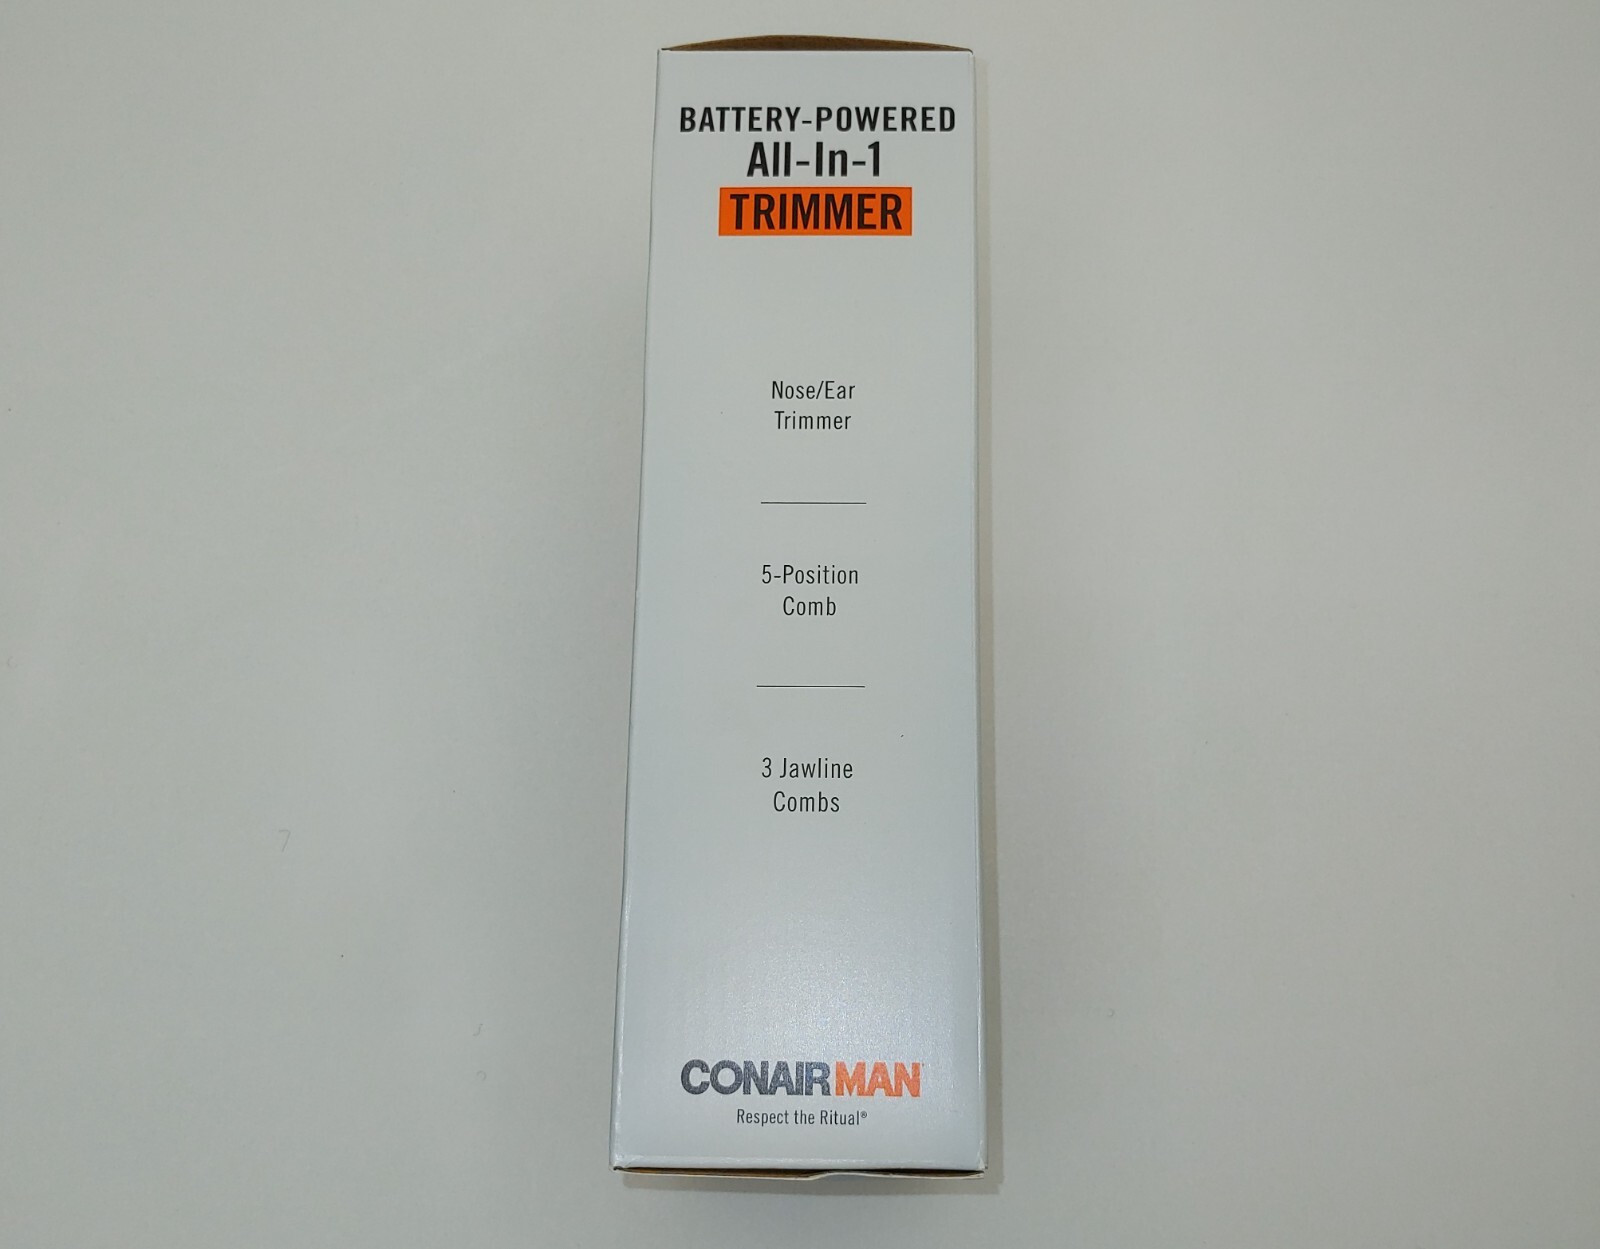 BATTERY-POWERED
All-In-1
TRIMMER
Nose/Ear
Trimmer
5-Position
Comb
3 Jawline
Combs
CONAIRMAN
Respect the Ritual®